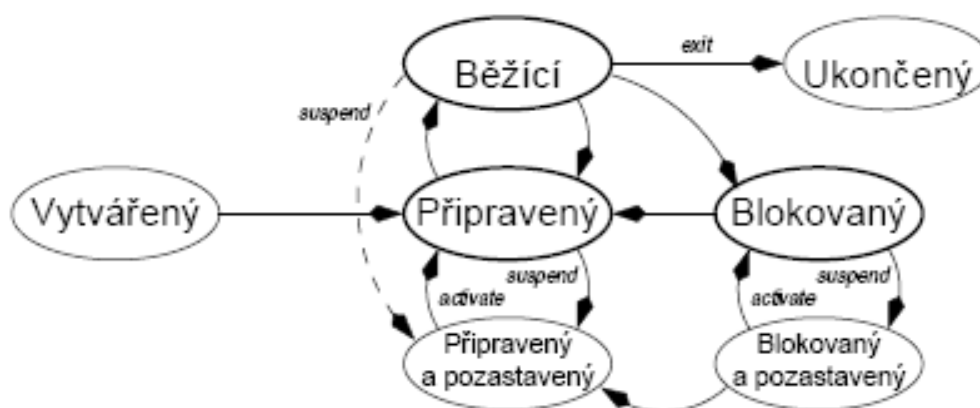 Běžící
exit
Ukončený
suspend
Vytvářený
Připravený
Blokovaný
suspend
activate
suspend
activate
Připravený
a pozastavený
Blokovaný
a pozastavený